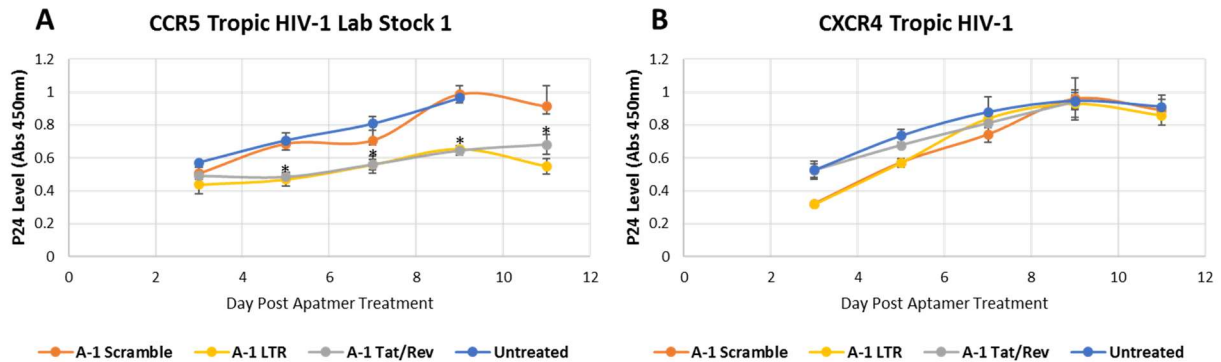 A
CCR5 Tropic HIV-1 Lab Stock 1
P24 Level (Abs 450nm)
1.2
1
0.8
0.6
0.4
0.2
0
* * * *
0 2 4 6 8 10 12
Day Post Apatmer Treatment
A-1 Scramble A-1 LTR A-1 Tat/Rev Untreated
B
CXCR4 Tropic HIV-1
P24 Level (Abs 450nm)
1.2
1
0.8
0.6
0.4
0.2
0
0 2 4 6 8 10 12
Day Post Aptamer Treatment
A-1 Scramble A-1 LTR A-1 Tat/Rev Untreated